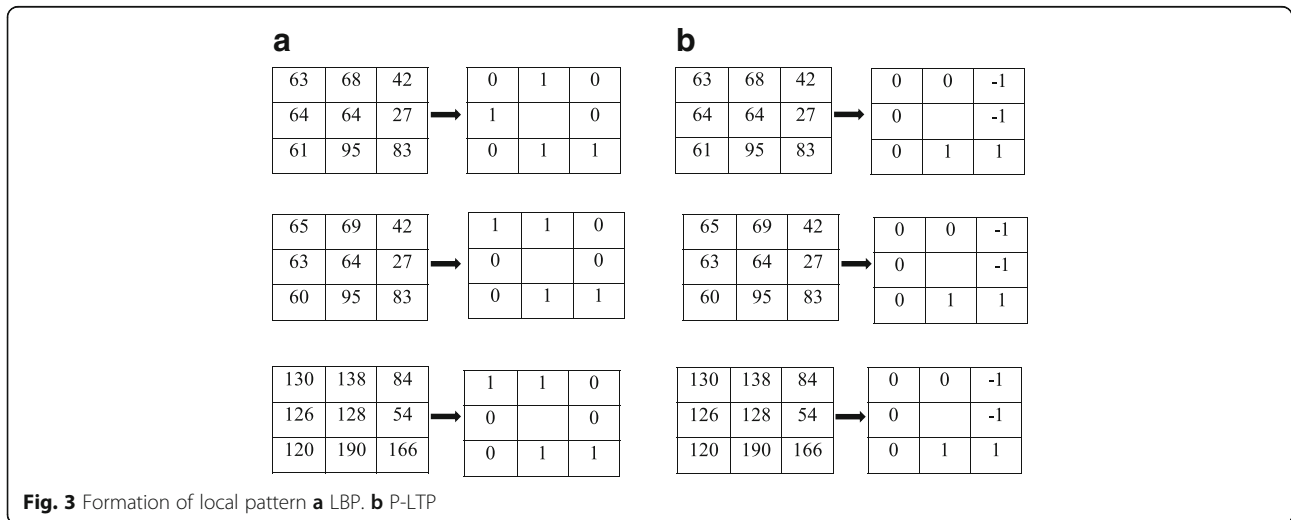 a b
63 68 42 0 1 0 63 68 42 0 0 -1
64 64 27 1 0 64 64 27 0 -1
61 95 83 0 1 1 61 95 83 0 1 1
65 69 42 1 1 0 65 69 42 0 0 -1
63 64 27 0 0 63 64 27 0 -1
60 95 83 0 1 1 60 95 83 0 1 1
130 138 84 1 1 0 130 138 84 0 0 -1
126 128 54 0 0 126 128 54 0 -1
120 190 166 0 1 1 120 190 166 0 1 1
Fig. 3 Formation of local pattern a LBP. b P-LTP